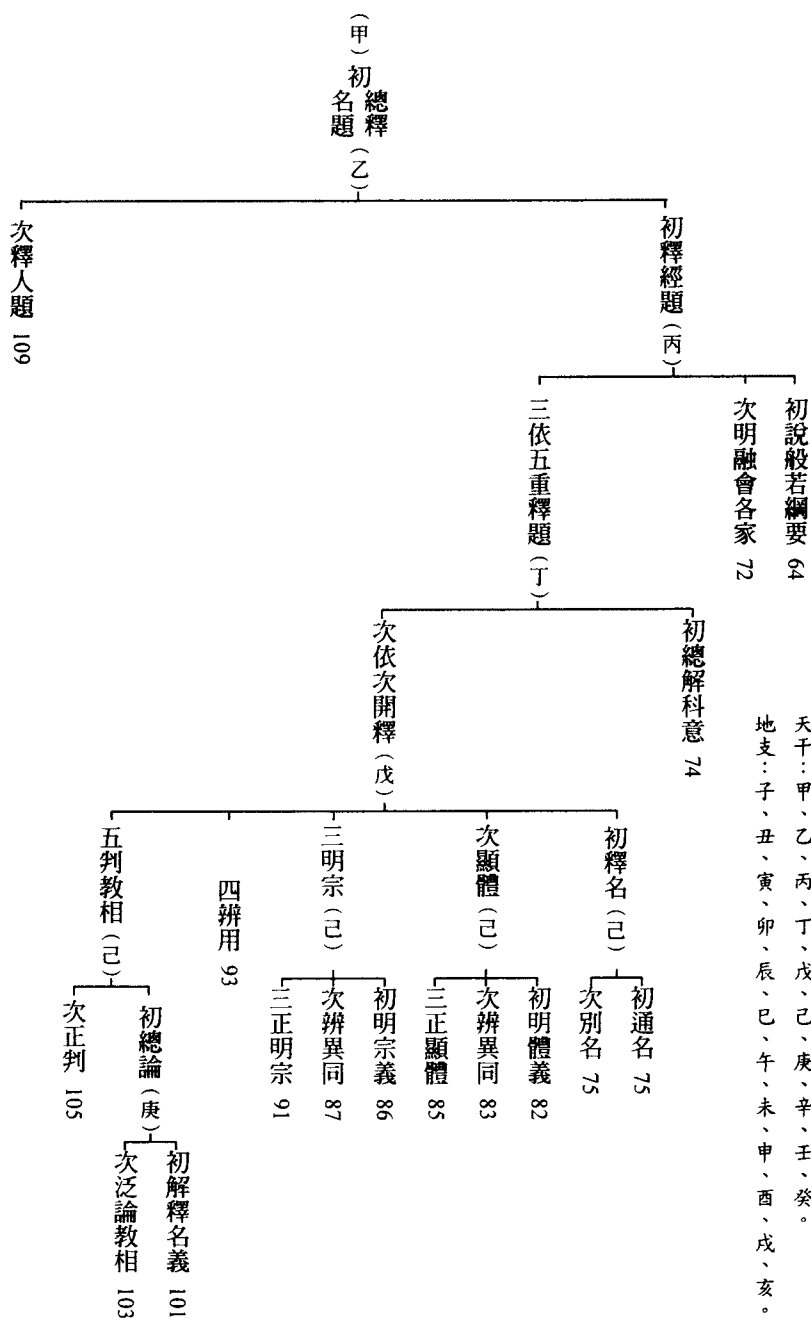 天干：甲、乙、丙、丁、戊、己、庚、辛、壬、癸。
地支：子、丑、寅、卯、辰、巳、午、未、申、酉、戌、亥。
（甲）初總釋名題（乙）
初釋經題（丙）
初說般若綱要 64
次明融會各家 72
三依五重釋題（丁）
初總解科意 74
次依次開釋（戊）
初釋名（己）
初通名 75
次別名 75
次顯體（己）
初明體義 82
次辨異同 83
三正顯體 85
三明宗（己）
初明宗義 86
次辨異同 87
三正明宗 91
四辨用 93
五判教相（己）
初總論（庚）
初解釋名義 101
次泛論教相 103
次正判 105
次釋人題 109